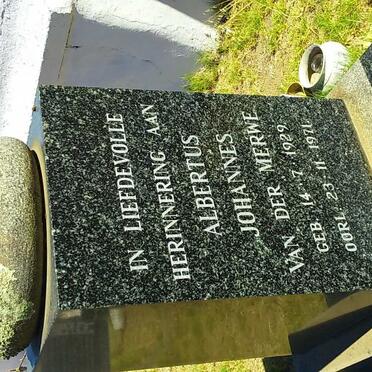 IN LIEFDEVOLLE
HERINNERING AAN
ALBERTUS
JOHANNES
VAN DER MERWE
GEB. 14. 7. 1929
OORL. 23. 11. 1971